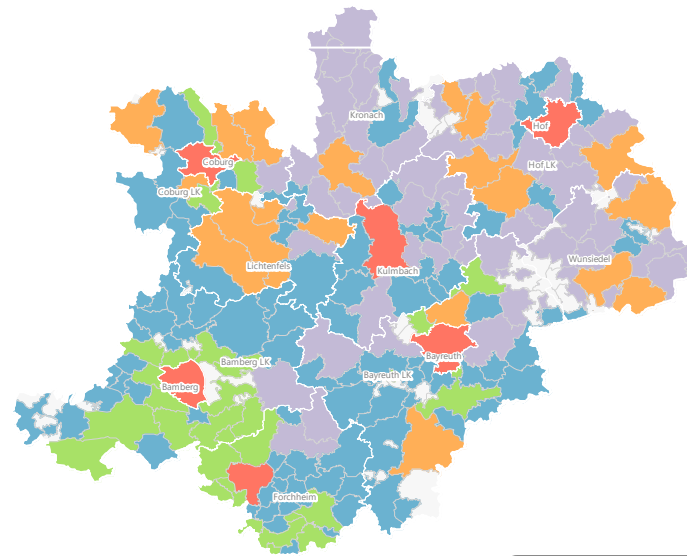 Kronach
Hof
Coburg
Hof LK
Coburg LK
Wunsiedel
Lichtenfels
Kulmbach
Bayreuth
Bamberg LK
Bayreuth LK
Bamberg
Forchheim